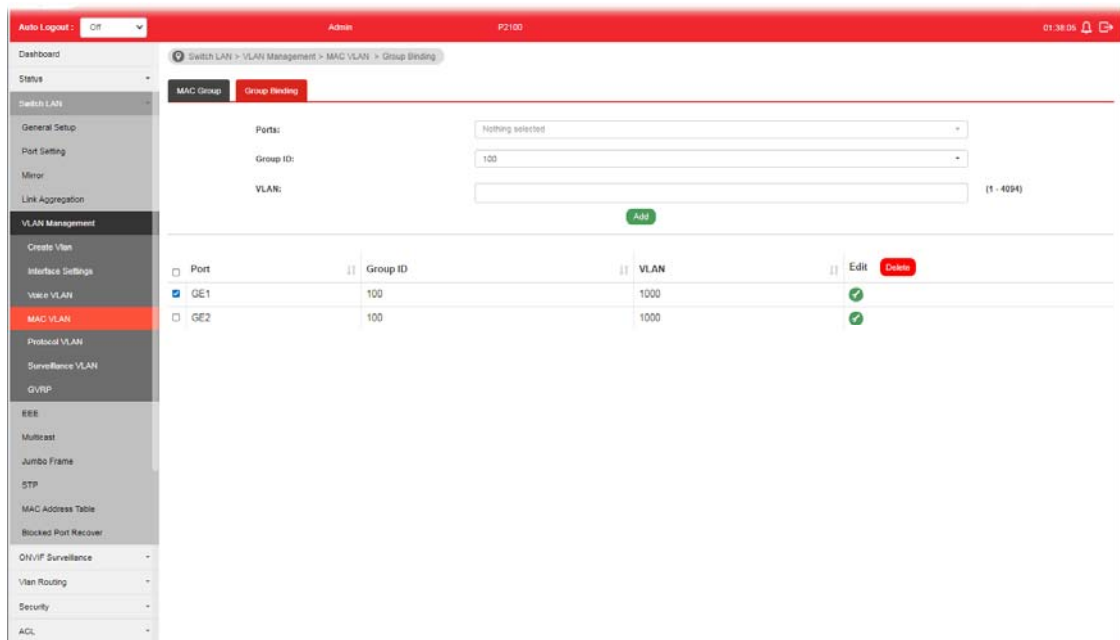 Auto Logout : Off Admin P2100 01:38:05
Dashboard
Status
Switch LAN
General Setup
Port Setting
Mirror
Link Aggregation
VLAN Management
Create Vlan
Interface Settings
Voice VLAN
MAC VLAN
Protocol VLAN
Surveillance VLAN
GVRP
EEE
Multicast
Jumbo Frame
STP
MAC Address Table
Blocked Port Recover
ONVIF Surveillance
Vlan Routing
Security
ACL
Switch LAN > VLAN Management > MAC VLAN > Group Binding
MAC Group Group Binding
Ports: Nothing selected
Group ID: 100
VLAN: (1 - 4094)
Add
Port Group ID VLAN Edit Delete
GE1 100 1000
GE2 100 1000